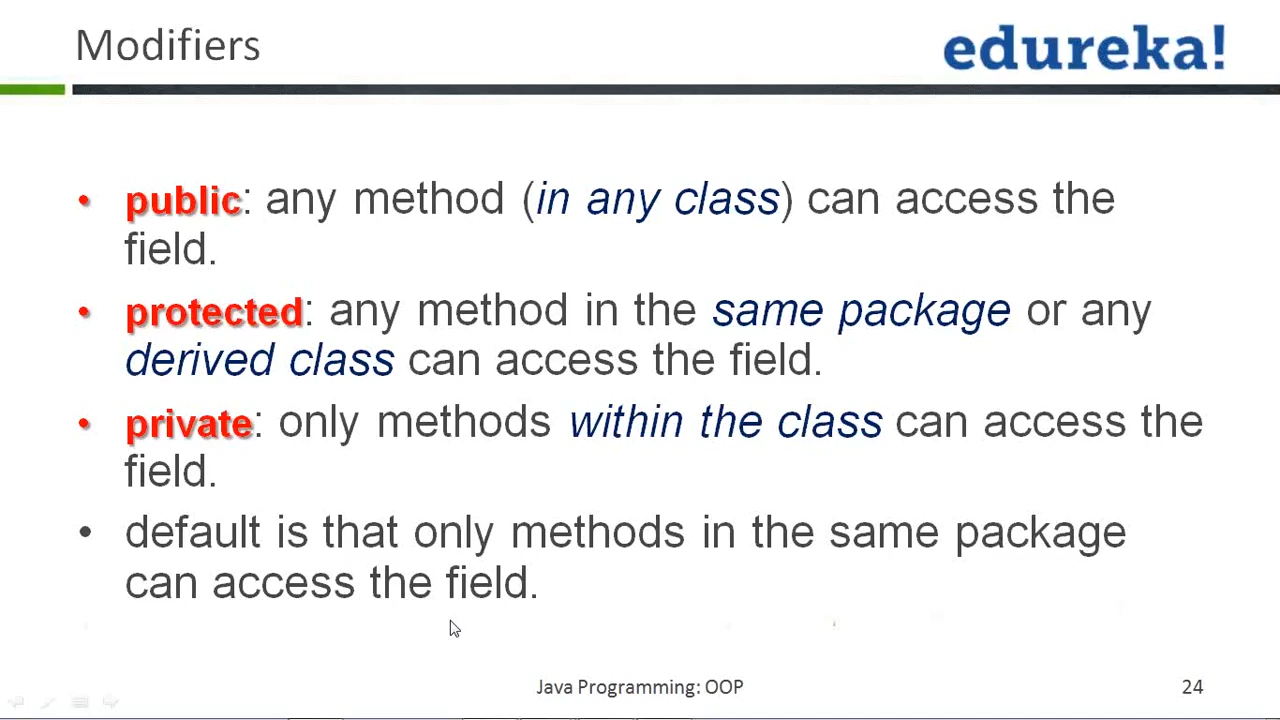 Modifiers
edureka!
• public: any method (in any class) can access the
field.
• protected: any method in the same package or any
derived class can access the field.
• private: only methods within the class can access the
field.
• default is that only methods in the same package
can access the field.
Java Programming: OOP
24